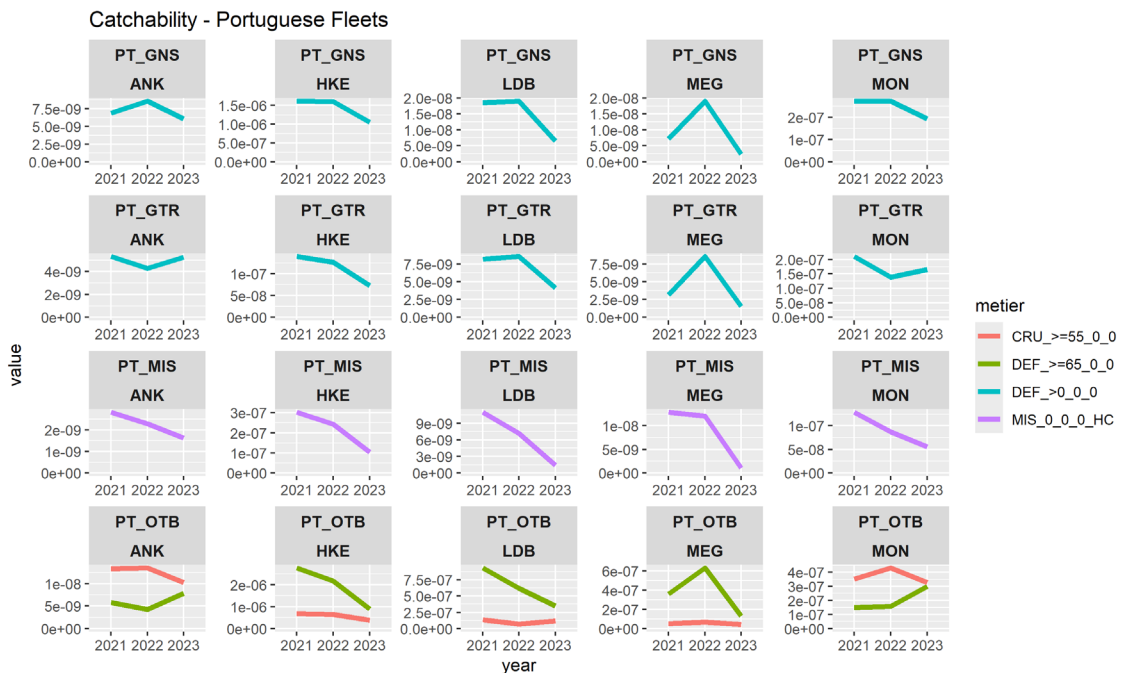 Catchability - Portuguese Fleets
PT_GNS PT_GNS PT_GNS PT_GNS PT_GNS
ANK HKE LDB MEG MON
7.5e-09 5.0e-09 2.5e-09 0.0e+00
1.5e-06 1.0e-06 5.0e-07 0.0e+00
2.0e-08 1.5e-08 1.0e-08 5.0e-09 0.0e+00
2.0e-08 1.5e-08 1.0e-08 5.0e-09 0.0e+00
2e-07 1e-07 0e+00
2021 2022 2023 2021 2022 2023 2021 2022 2023 2021 2022 2023 2021 2022 2023
PT_GTR PT_GTR PT_GTR PT_GTR PT_GTR
ANK HKE LDB MEG MON
4e-09 2e-09 0e+00
1e-07 5e-08 0e+00
7.5e-09 5.0e-09 2.5e-09 0.0e+00
7.5e-09 5.0e-09 2.5e-09 0.0e+00
2.0e-07 1.5e-07 1.0e-07 5.0e-08 0.0e+00
2021 2022 2023 2021 2022 2023 2021 2022 2023 2021 2022 2023 2021 2022 2023
PT_MIS PT_MIS PT_MIS PT_MIS PT_MIS
ANK HKE LDB MEG MON
2e-09 1e-09 0e+00
3e-07 2e-07 1e-07 0e+00
9e-09 6e-09 3e-09 0e+00
1e-08 5e-09 0e+00
1e-07 5e-08 0e+00
2021 2022 2023 2021 2022 2023 2021 2022 2023 2021 2022 2023 2021 2022 2023
PT_OTB PT_OTB PT_OTB PT_OTB PT_OTB
ANK HKE LDB MEG MON
1e-08 5e-09 0e+00
2e-06 1e-06 0e+00
7.5e-07 5.0e-07 2.5e-07 0.0e+00
6e-07 4e-07 2e-07 0e+00
4e-07 3e-07 2e-07 1e-07 0e+00
2021 2022 2023 2021 2022 2023 2021 2022 2023 2021 2022 2023 2021 2022 2023
value
year
metier
CRU_>=55_0_0
DEF_>=65_0_0
DEF_>0_0_0
MIS_0_0_0_HC